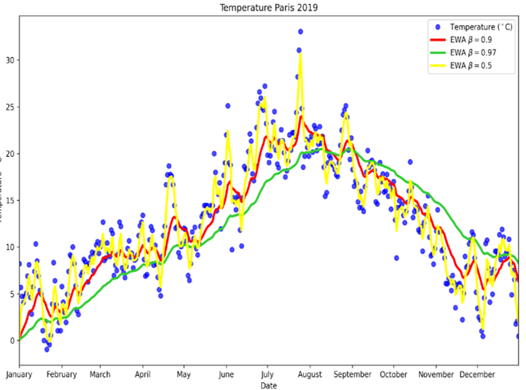 Temperature Paris 2019
Temperature (°C)
EWA β = 0.9
EWA β = 0.97
EWA β = 0.5
30
25
20
15
10
5
0
January February March April May June July August September October November December
Date